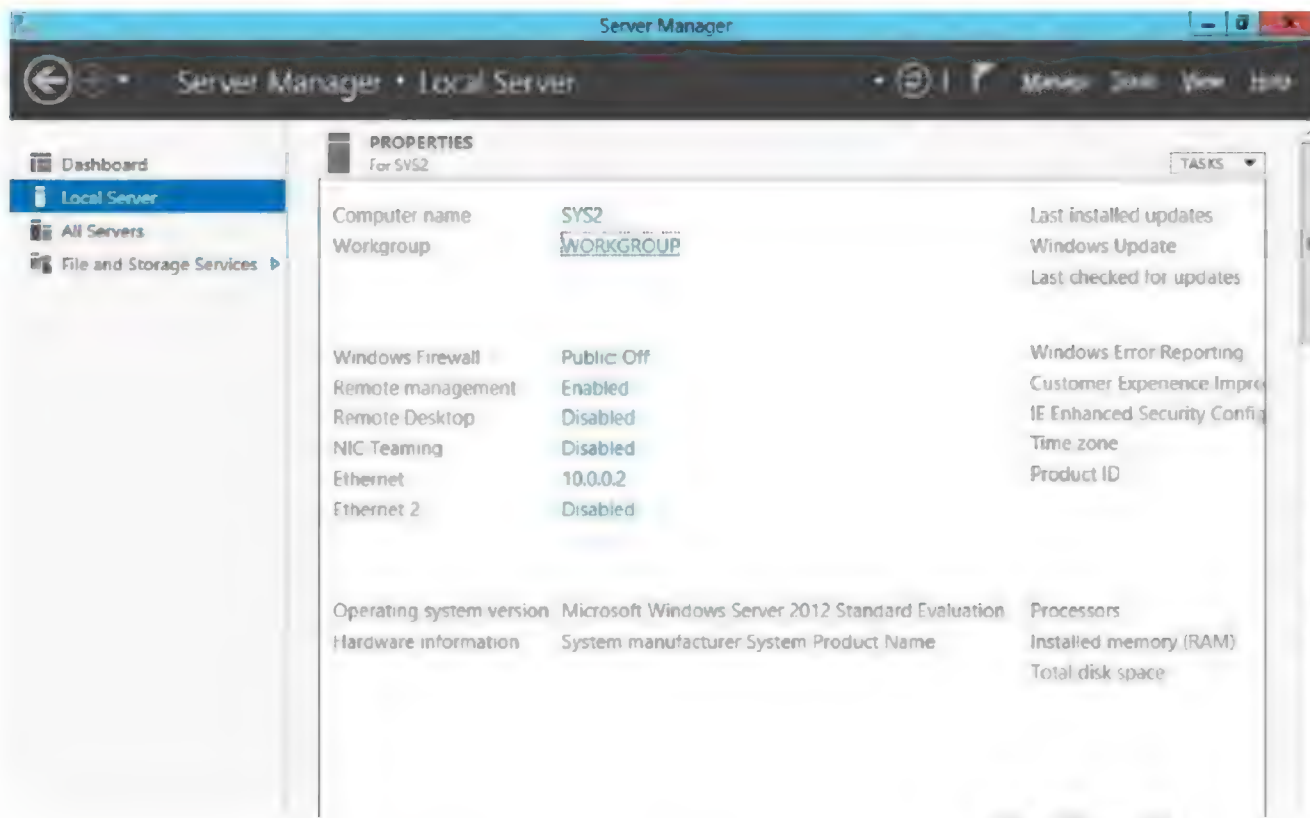 Server Manager
Server Manager • Local Server
Manage Tools View Help
Dashboard
Local Server
All Servers
File and Storage Services
PROPERTIES
For SYS2
TASKS
Computer name SYS2
Workgroup WORKGROUP
Last installed updates
Windows Update
Last checked for updates
Windows Firewall Public: Off
Remote management Enabled
Remote Desktop Disabled
NIC Teaming Disabled
Ethernet 10.0.0.2
Ethernet 2 Disabled
Windows Error Reporting
Customer Experience Impro
IE Enhanced Security Config
Time zone
Product ID
Operating system version Microsoft Windows Server 2012 Standard Evaluation
Hardware information System manufacturer System Product Name
Processors
Installed memory (RAM)
Total disk space